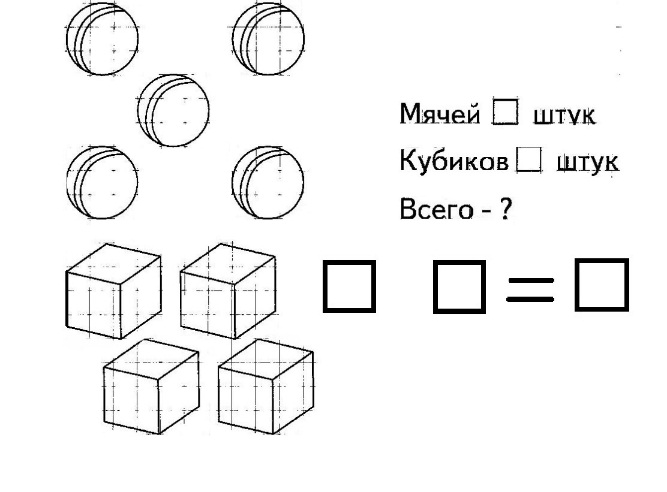 Мячей □ штук
Кубиков □ штук
Всего - ?
□ □ = □